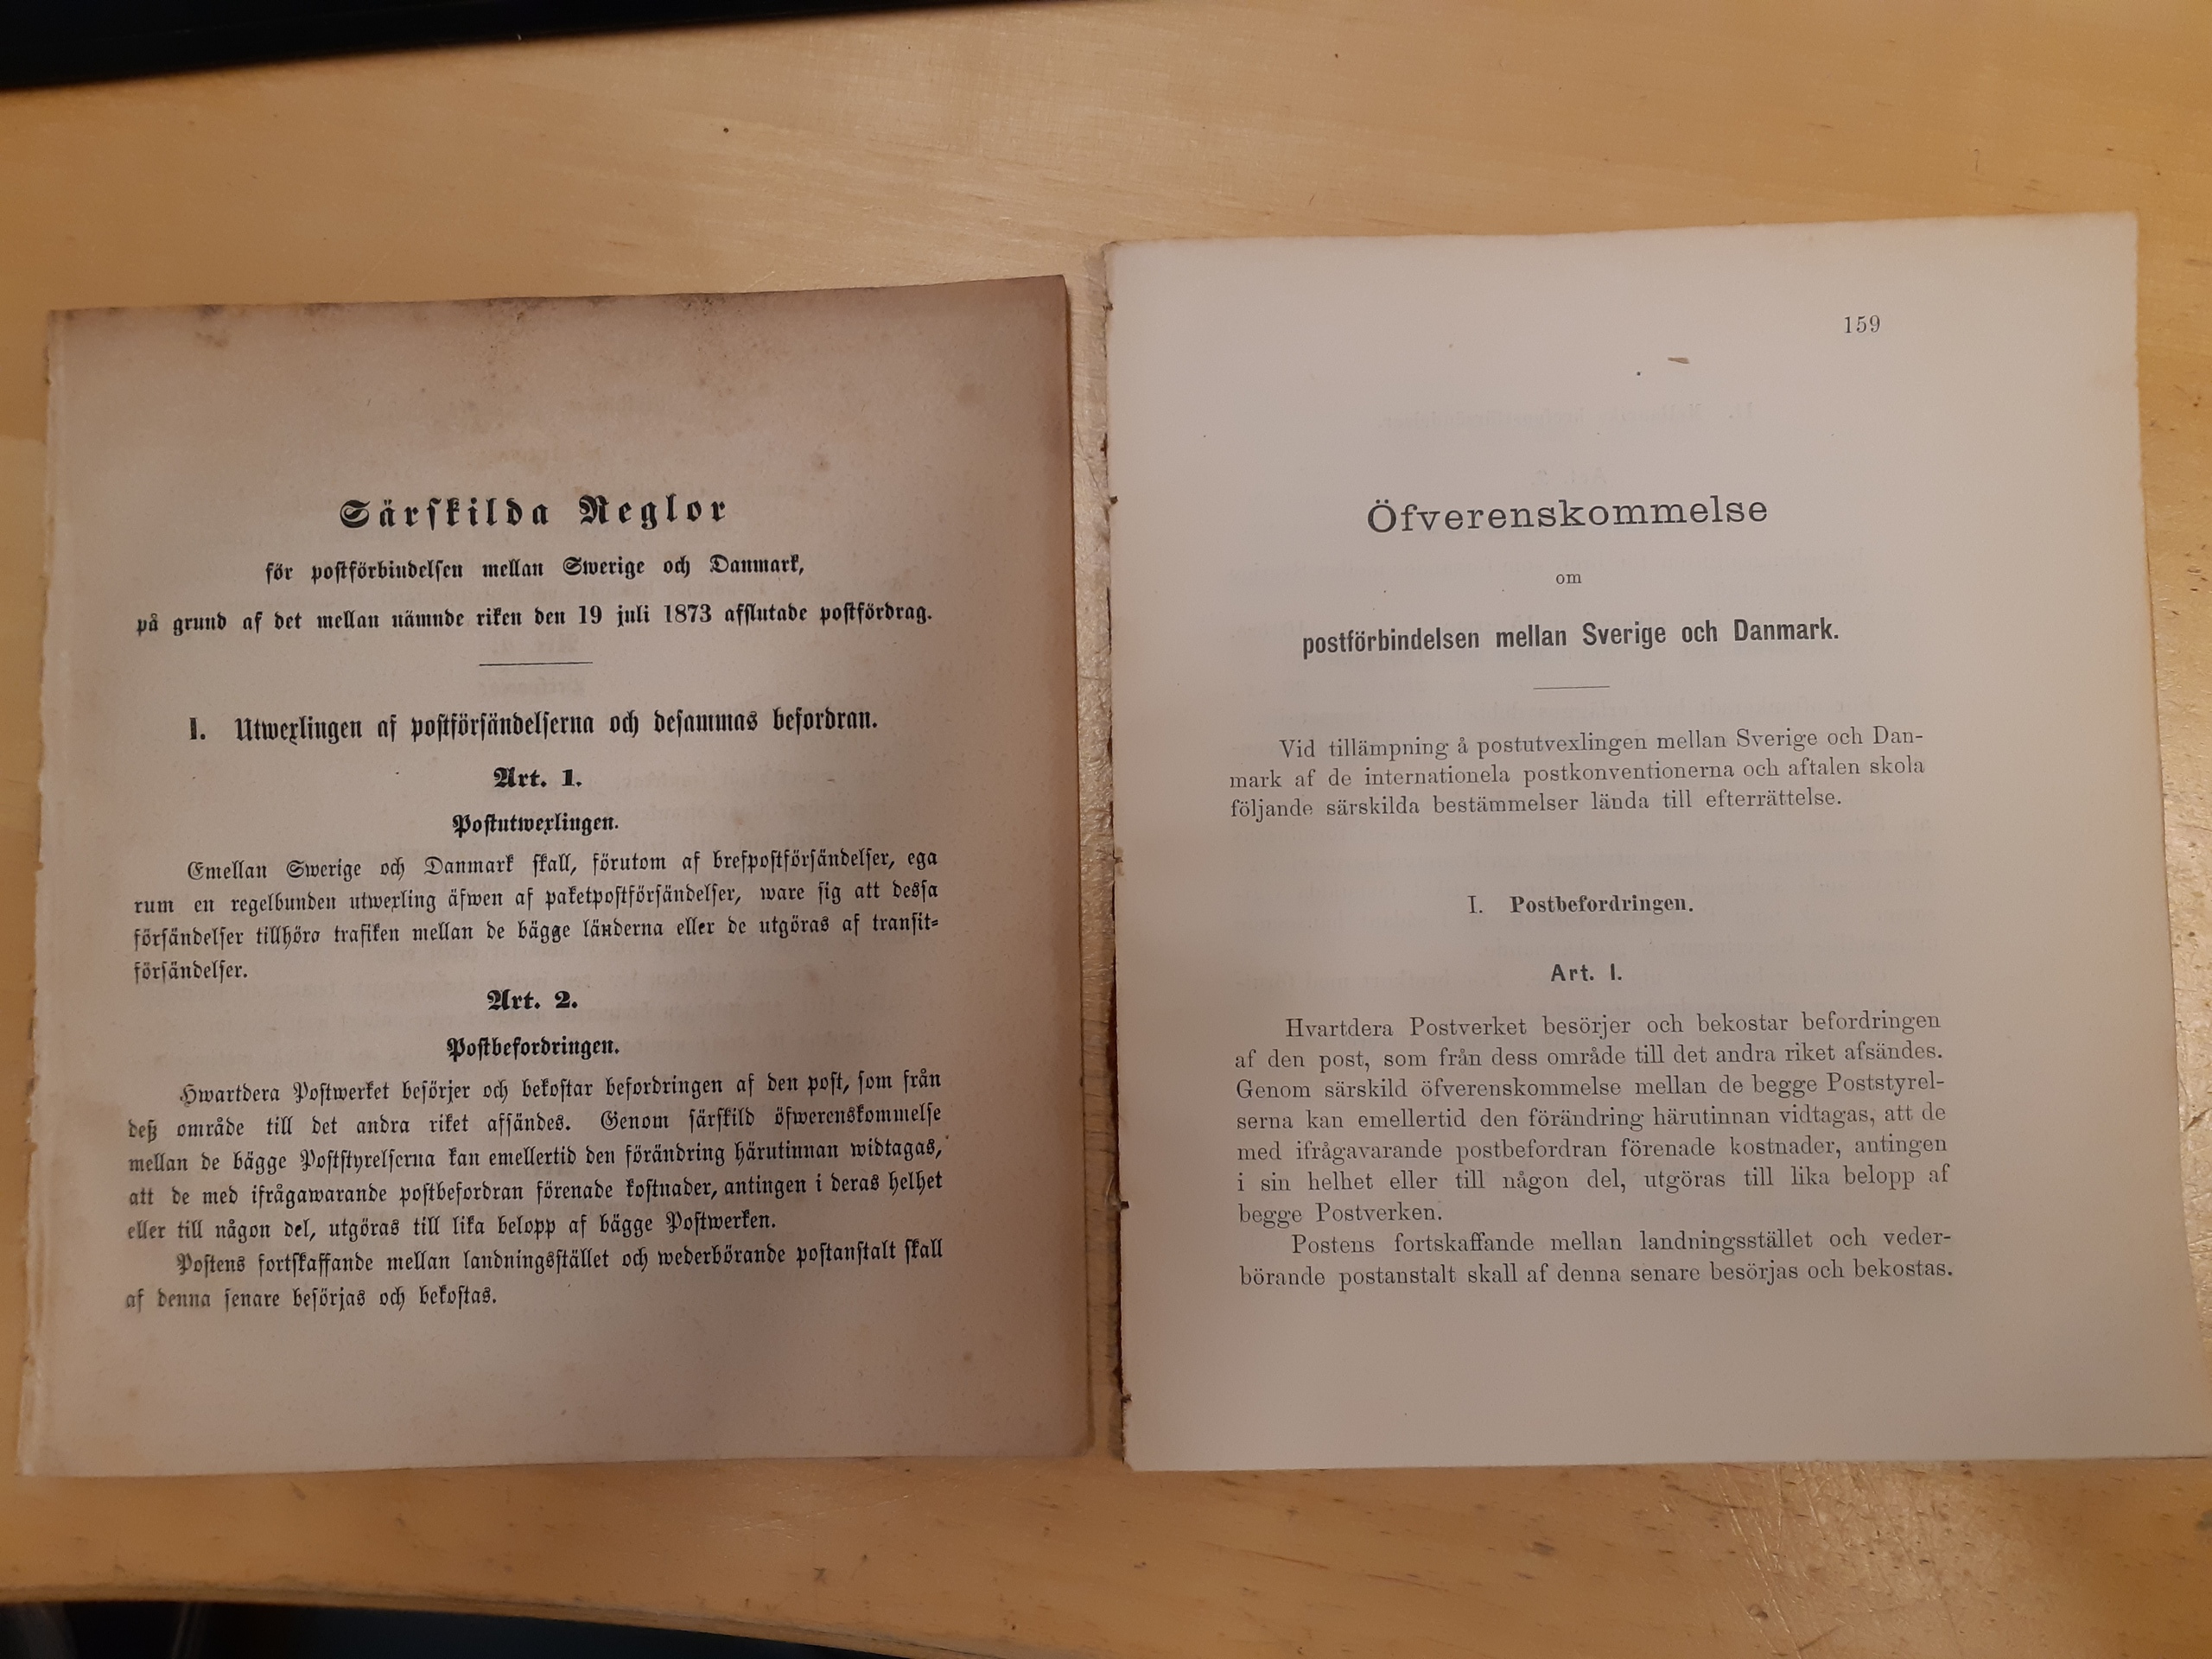 Särſkilda Reglor
för poſtförbindelſen mellan Swerige och Danmark,
på grund af det mellan nämnde riken den 19 juli 1873 afſlutade poſtfördrag.
I. Utwexlingen af poſtförſändelſerna och deſammas befordran.
Art. 1.
Poſtutwexlingen.
Emellan Swerige och Danmark ſkall, förutom af brefpoſtförſändelſer, ega
rum en regelbunden utwexling äfwen af paketpoſtförſändelſer, ware ſig att desſa
förſändelſer tillhöra trafiken mellan de bägge länderna eller de utgöras af tranſit-
förſändelſer.
Art. 2.
Poſtbefordringen.
Hwartdera Poſtwerket beſörjer och bekoſtar befordringen af den poſt, ſom från
deß område till det andra riket afſändes. Genom ſärſkild öfwerenskommelſe
mellan de bägge Poſtſtyrelſerna kan emellertid den förändring härutinnan widtagas,
att de med ifrågawarande poſtbefordran förenade koſtnader, antingen i deras helhet
eller till någon del, utgöras till lika belopp af bägge Poſtwerken.
Poſtens fortſkaffande mellan landningsſtället och wederbörande poſtanſtalt ſkall
af denna ſenare beſörjas och bekoſtas.
159
Öfverenskommelse
om
postförbindelsen mellan Sverige och Danmark.
Vid tillämpning å postutvexlingen mellan Sverige och Dan-
mark af de internationela postkonventionerna och aftalen skola
följande särskilda bestämmelser lända till efterrättelse.
I. Postbefordringen.
Art. I.
Hvartdera Postverket besörjer och bekostar befordringen
af den post, som från dess område till det andra riket afsändes.
Genom särskild öfverenskommelse mellan de begge Poststyrel-
serna kan emellertid den förändring härutinnan vidtagas, att de
med ifrågavarande postbefordran förenade kostnader, antingen
i sin helhet eller till någon del, utgöras till lika belopp af
begge Postverken.
Postens fortskaffande mellan landningsstället och veder-
börande postanstalt skall af denna senare besörjas och bekostas.